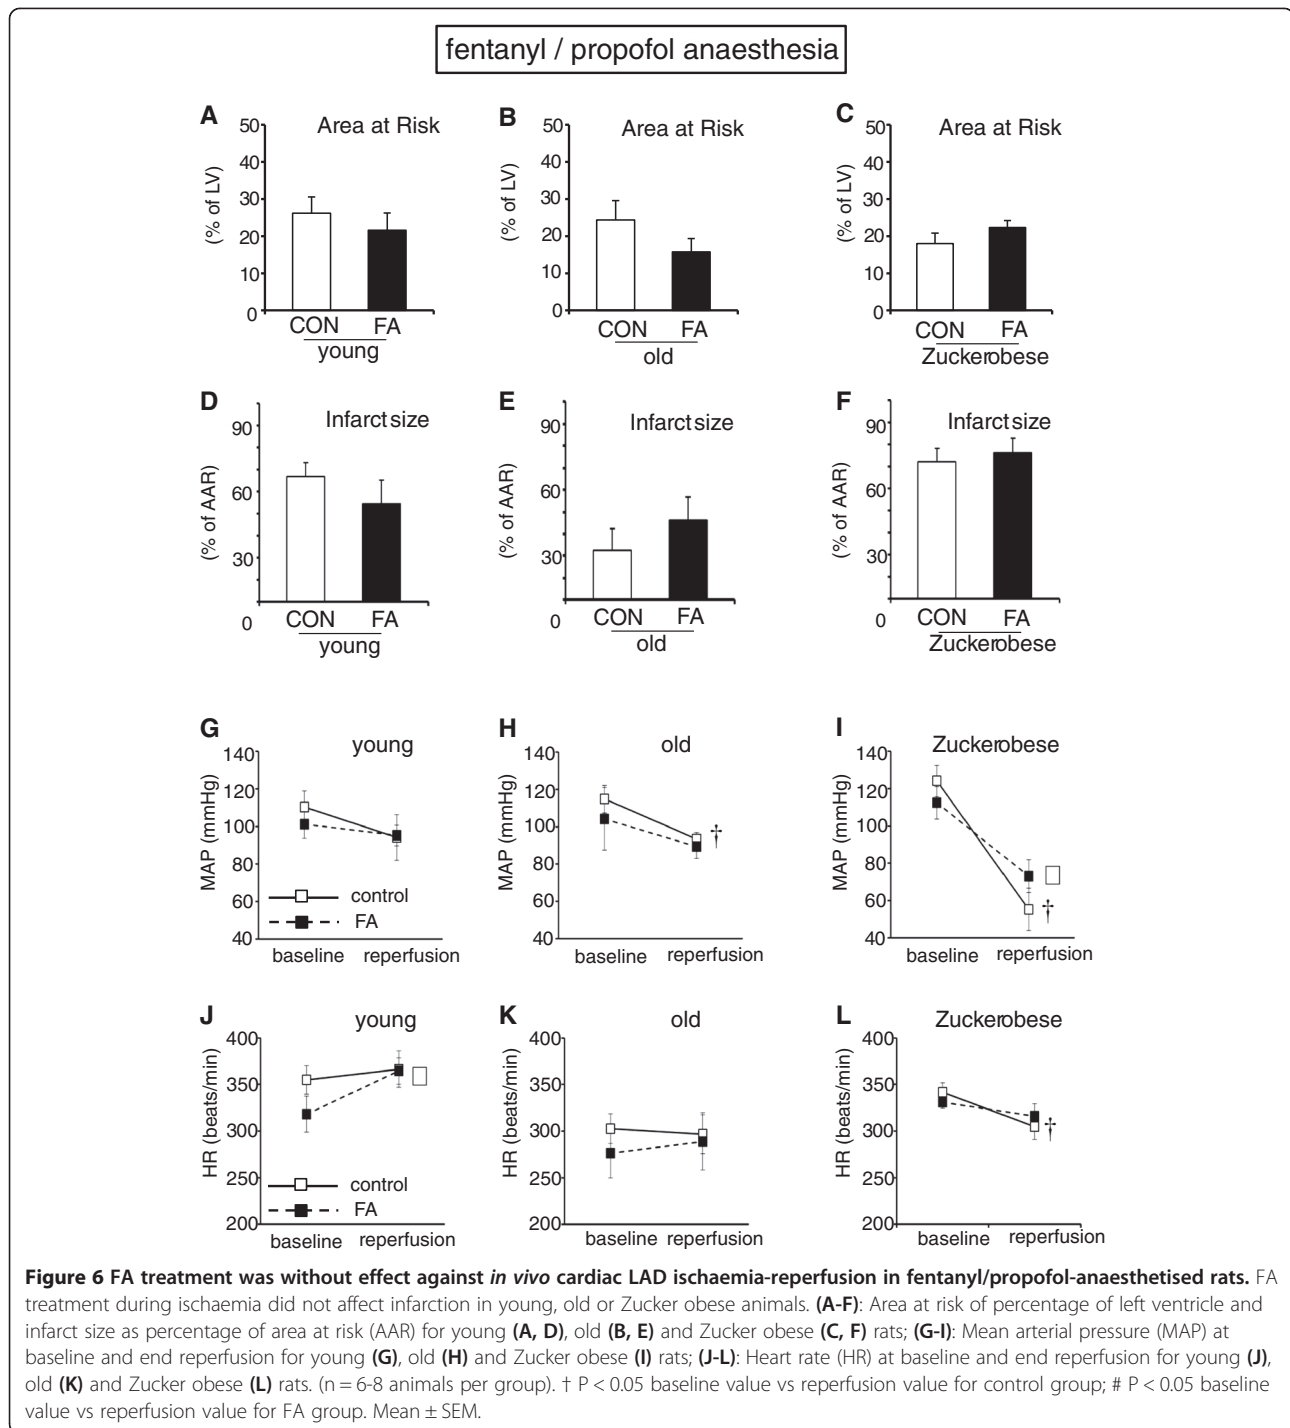 fentanyl / propofol anaesthesia
A
Area at Risk
50
40
30
20
10
0
(% of LV)
CON FA
young
B
Area at Risk
50
40
30
20
10
0
(% of LV)
CON FA
old
C
Area at Risk
50
40
30
20
10
0
(% of LV)
CON FA
Zuckerobese
D
Infarctsize
90
60
30
0
(% of AAR)
CON FA
young
E
Infarctsize
90
60
30
0
(% of AAR)
CON FA
old
F
Infarctsize
90
60
30
0
(% of AAR)
CON FA
Zuckerobese
G
young
140
120
100
80
60
40
MAP (mmHg)
control
FA
baseline reperfusion
H
old
140
120
100
80
60
40
MAP (mmHg)
†
baseline reperfusion
I
Zuckerobese
140
120
100
80
60
40
MAP (mmHg)
†
baseline reperfusion
J
young
400
350
300
250
200
HR (beats/min)
control
FA
baseline reperfusion
K
old
400
350
300
250
200
HR (beats/min)
baseline reperfusion
L
Zuckerobese
400
350
300
250
200
HR (beats/min)
†
baseline reperfusion
Figure 6 FA treatment was without effect against in vivo cardiac LAD ischaemia-reperfusion in fentanyl/propofol-anaesthetised rats. FA
treatment during ischaemia did not affect infarction in young, old or Zucker obese animals. (A-F): Area at risk of percentage of left ventricle and
infarct size as percentage of area at risk (AAR) for young (A, D), old (B, E) and Zucker obese (C, F) rats; (G-I): Mean arterial pressure (MAP) at
baseline and end reperfusion for young (G), old (H) and Zucker obese (I) rats; (J-L): Heart rate (HR) at baseline and end reperfusion for young (J),
old (K) and Zucker obese (L) rats. (n = 6-8 animals per group). † P < 0.05 baseline value vs reperfusion value for control group; # P < 0.05 baseline
value vs reperfusion value for FA group. Mean ± SEM.